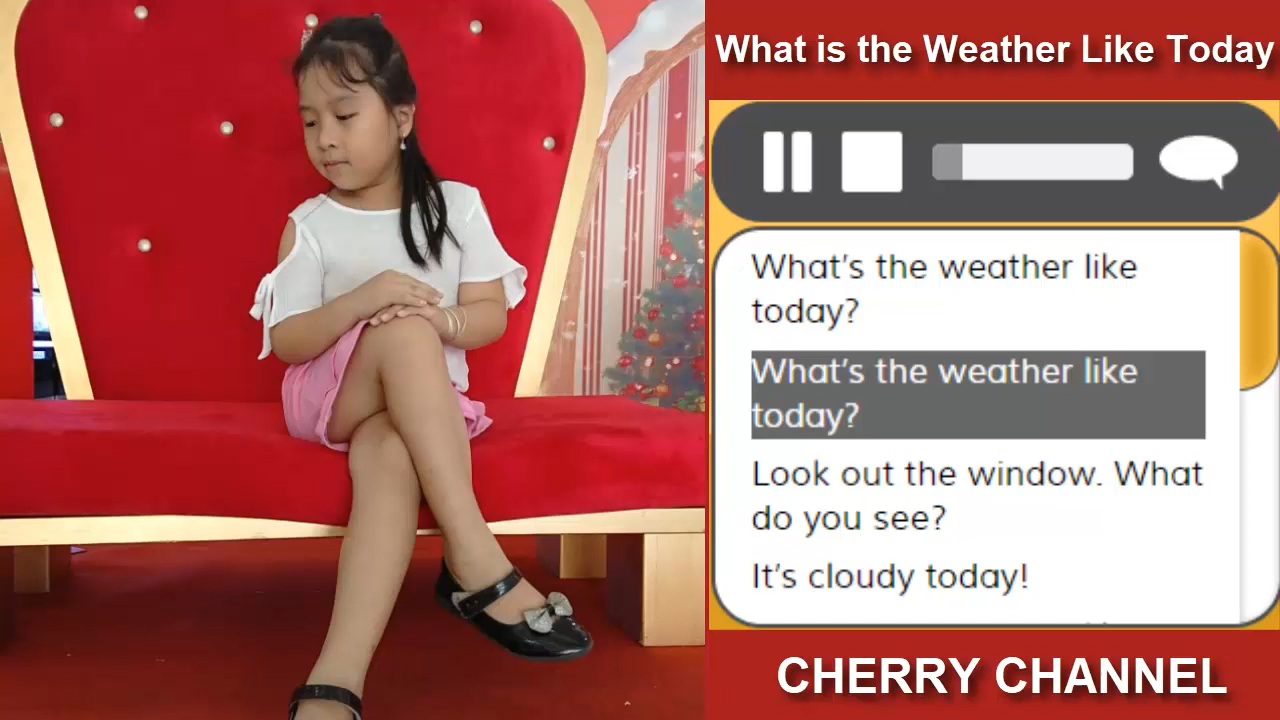 What is the Weather Like Today
What’s the weather like
today?
What’s the weather like
today?
Look out the window. What
do you see?
It’s cloudy today!
CHERRY CHANNEL